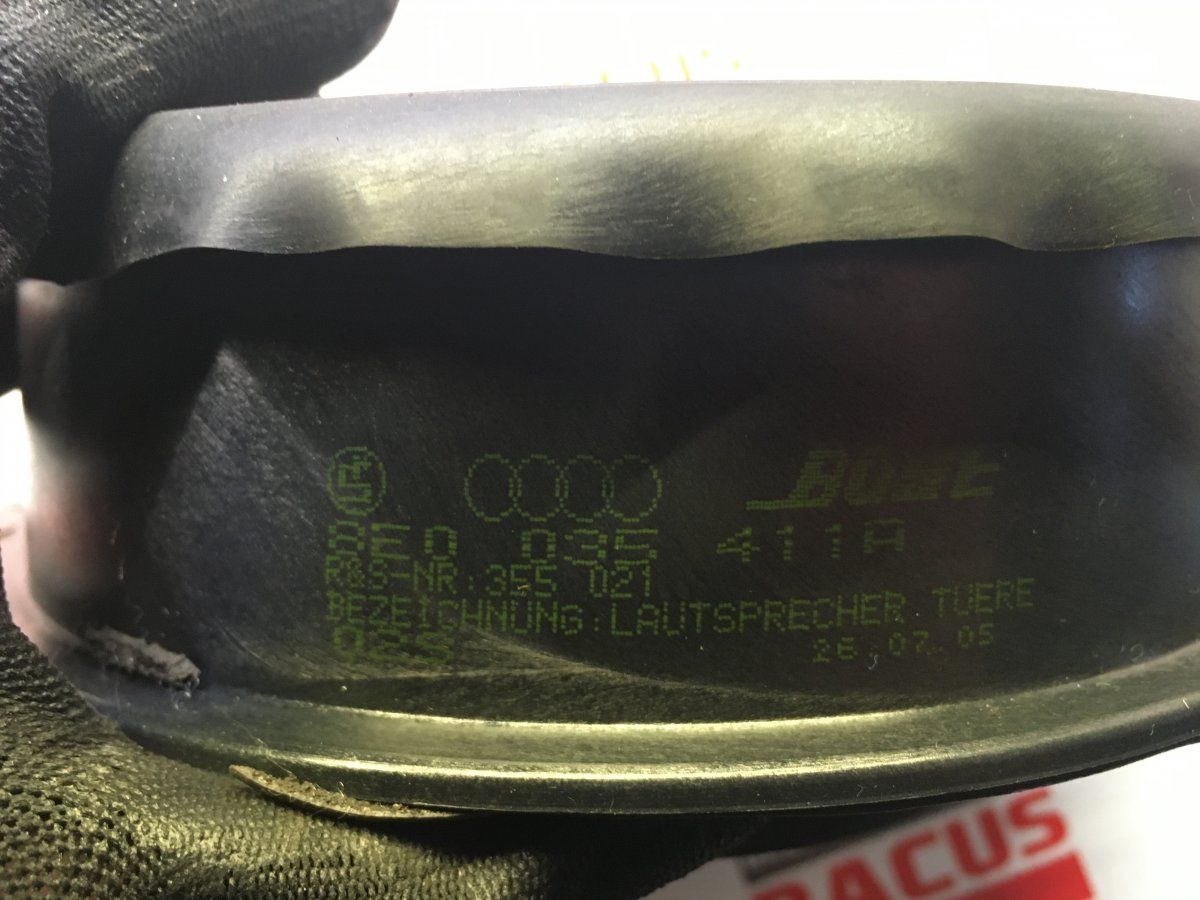 BOSE
8E0 035 411A
R&S-NR:355 021
BEZEICHNUNG:LAUTSPRECHER TUERE
02S
26.07.05
RACUS